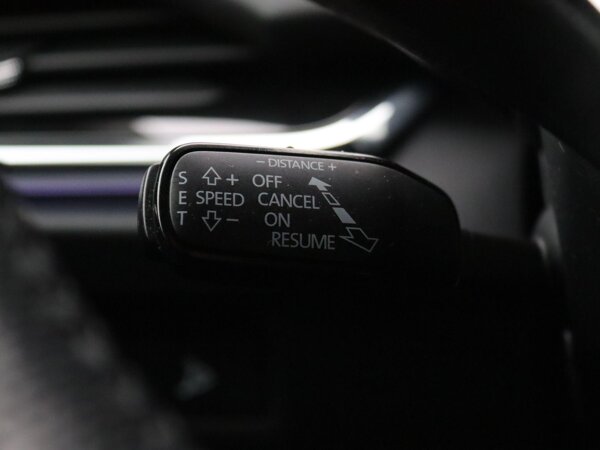 − DISTANCE +
S + OFF
E SPEED CANCEL
T − ON
RESUME